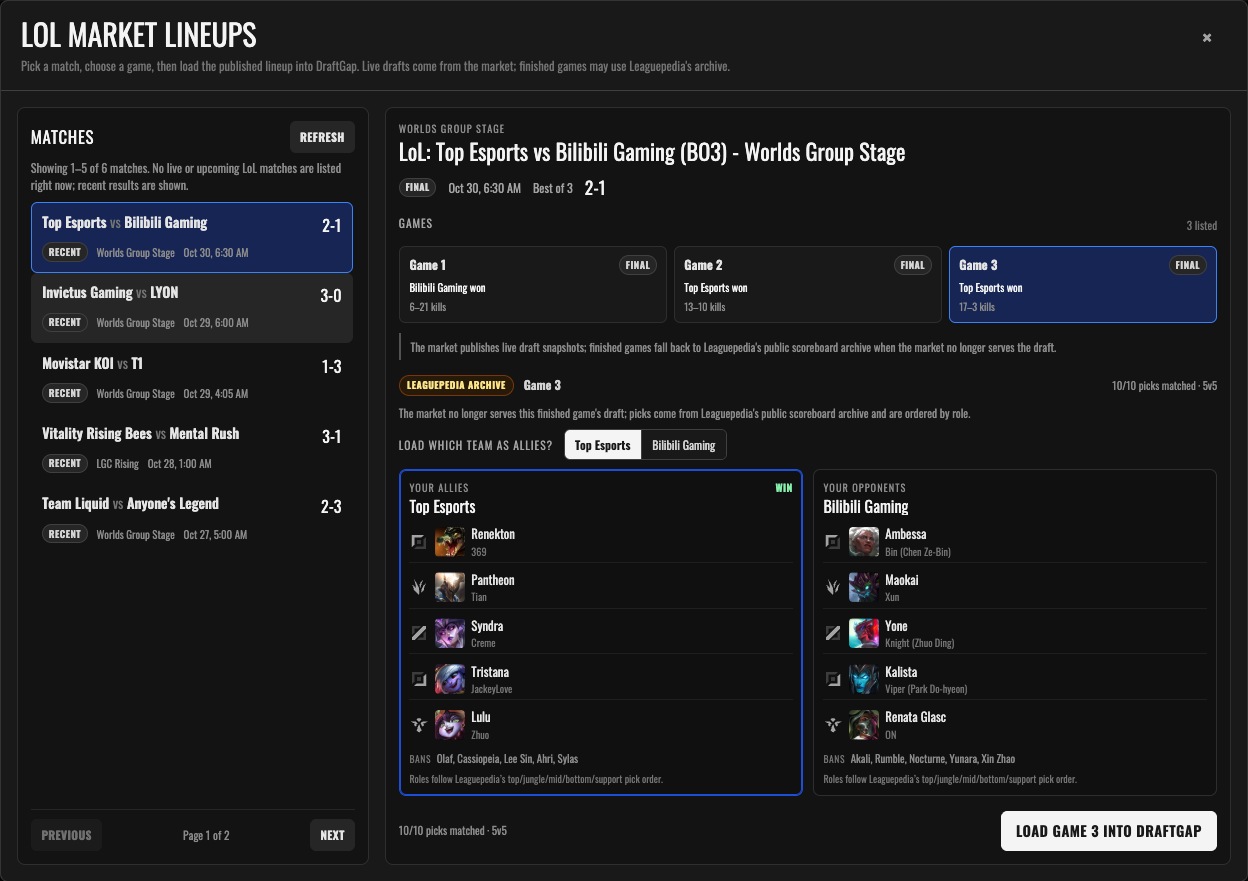 LOL MARKET LINEUPS
Pick a match, choose a game, then load the published lineup into DraftGap. Live drafts come from the market; finished games may use Leaguepedia's archive.
MATCHES
REFRESH
Showing 1–5 of 6 matches. No live or upcoming LoL matches are listed
right now; recent results are shown.
Top Esports vs Bilibili Gaming 2-1
RECENT Worlds Group Stage Oct 30, 6:30 AM
Invictus Gaming vs LYON 3-0
RECENT Worlds Group Stage Oct 29, 6:00 AM
Movistar KOI vs T1 1-3
RECENT Worlds Group Stage Oct 29, 4:05 AM
Vitality Rising Bees vs Mental Rush 3-1
RECENT LGC Rising Oct 28, 1:00 AM
Team Liquid vs Anyone's Legend 2-3
RECENT Worlds Group Stage Oct 27, 5:00 AM
PREVIOUS Page 1 of 2 NEXT
WORLDS GROUP STAGE
LoL: Top Esports vs Bilibili Gaming (BO3) - Worlds Group Stage
FINAL Oct 30, 6:30 AM Best of 3 2-1
GAMES 3 listed
Game 1 FINAL
Bilibili Gaming won
6–21 kills
Game 2 FINAL
Top Esports won
13–10 kills
Game 3 FINAL
Top Esports won
17–3 kills
The market publishes live draft snapshots; finished games fall back to Leaguepedia's public scoreboard archive when the market no longer serves the draft.
LEAGUEPEDIA ARCHIVE Game 3 10/10 picks matched · 5v5
The market no longer serves this finished game's draft; picks come from Leaguepedia's public scoreboard archive and are ordered by role.
LOAD WHICH TEAM AS ALLIES? Top Esports Bilibili Gaming
YOUR ALLIES WIN
Top Esports
Renekton
369
Pantheon
Tian
Syndra
Creme
Tristana
JackeyLove
Lulu
Zhuo
BANS Olaf, Cassiopeia, Lee Sin, Ahri, Sylas
Roles follow Leaguepedia's top/jungle/mid/bottom/support pick order.
YOUR OPPONENTS
Bilibili Gaming
Ambessa
Bin (Chen Ze-Bin)
Maokai
Xun
Yone
Knight (Zhuo Ding)
Kalista
Viper (Park Do-hyeon)
Renata Glasc
ON
BANS Akali, Rumble, Nocturne, Yunara, Xin Zhao
Roles follow Leaguepedia's top/jungle/mid/bottom/support pick order.
10/10 picks matched · 5v5
LOAD GAME 3 INTO DRAFTGAP